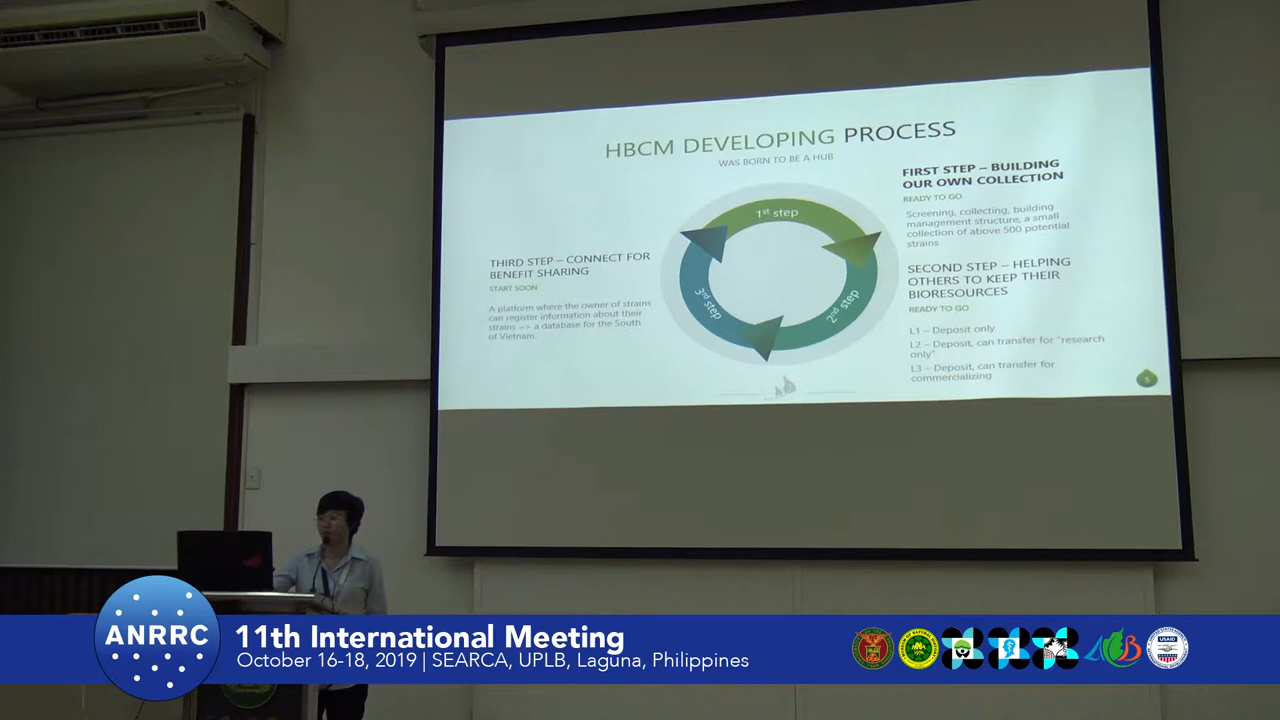 HBCM DEVELOPING PROCESS
WAS BORN TO BE A HUB
FIRST STEP – BUILDING
OUR OWN COLLECTION
READY TO GO
Screening, collecting, building
management structure, a small
collection of above 500 potential
strains
SECOND STEP – HELPING
OTHERS TO KEEP THEIR
BIORESOURCES
READY TO GO
L1 – Deposit only
L2 – Deposit, can transfer for "research
only"
L3 – Deposit, can transfer for
commercializing
THIRD STEP – CONNECT FOR
BENEFIT SHARING
START SOON
A platform where the owner of strains
can register information about their
strains => a database for the South
of Vietnam.
1st step
2nd step
3rd step
5
ANRRC
11th International Meeting
October 16-18, 2019 | SEARCA, UPLB, Laguna, Philippines
USAID